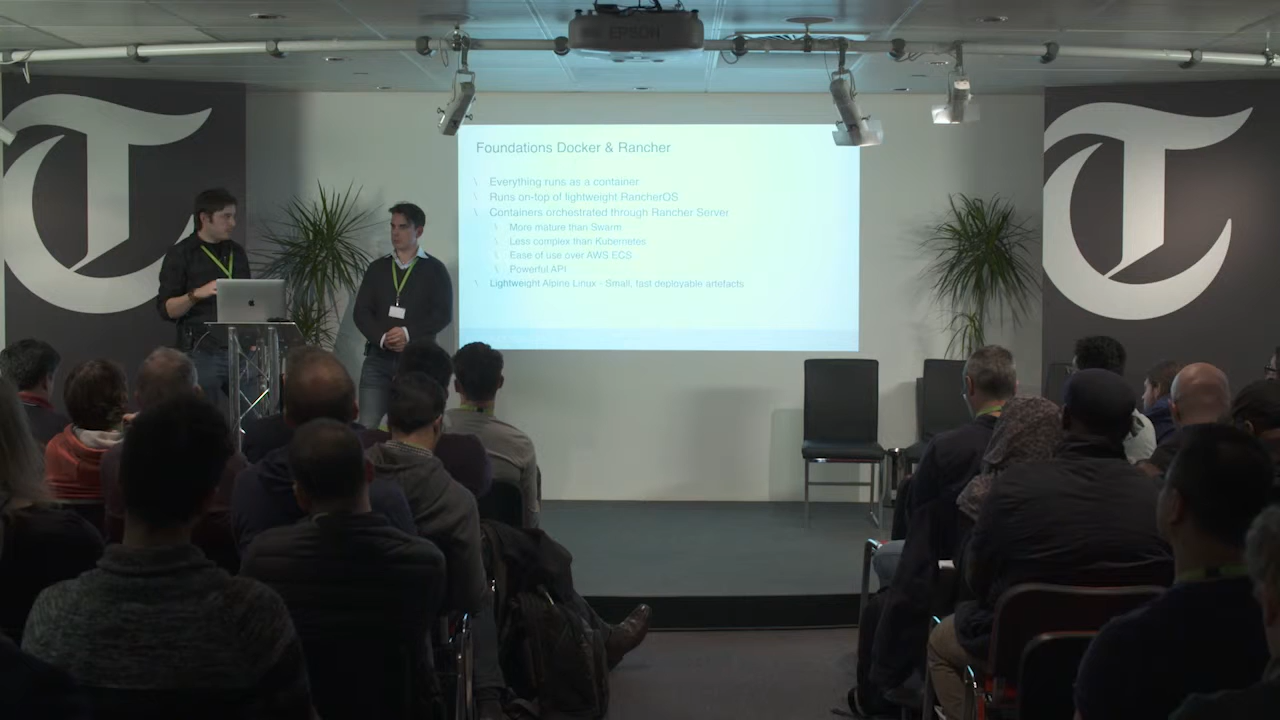 EPSON
T
T
Foundations Docker & Rancher
Everything runs as a container
Runs on-top of lightweight RancherOS
Containers orchestrated through Rancher Server
More mature than Swarm
Less complex than Kubernetes
Ease of use over AWS ECS
Powerful API
Lightweight Alpine Linux - Small, fast deployable artefacts